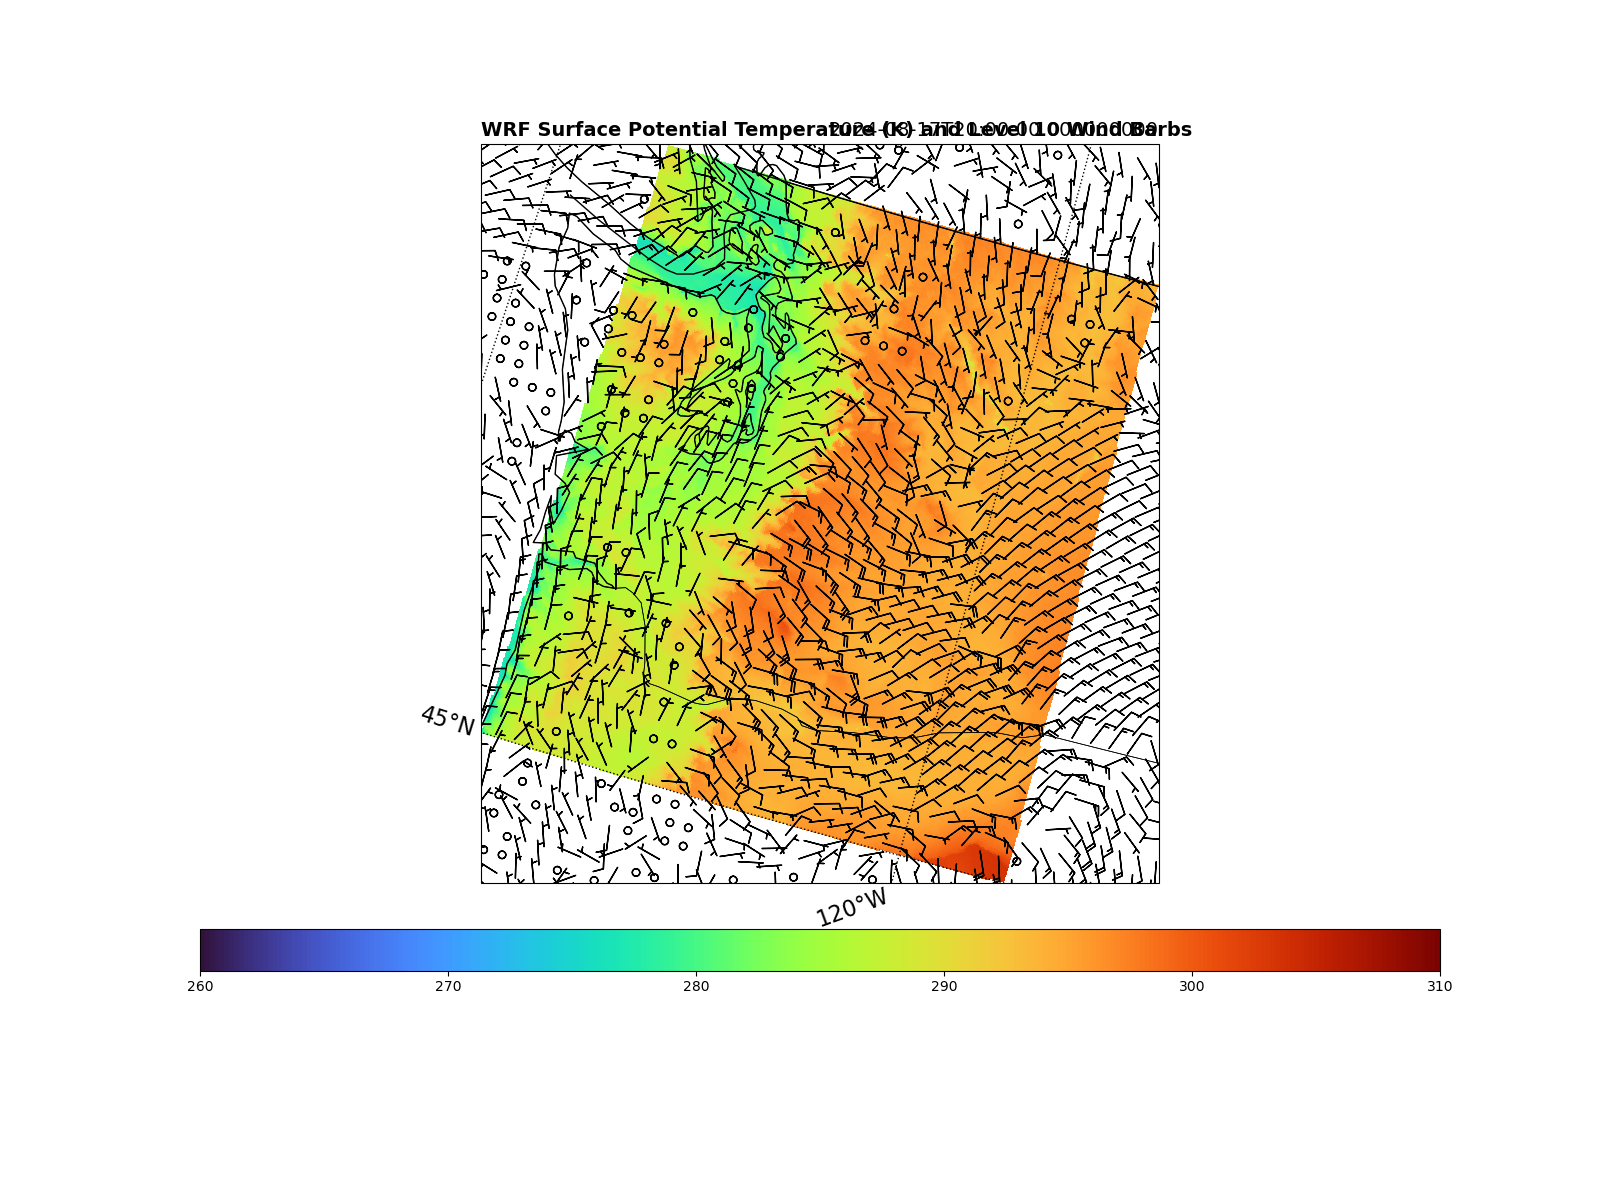 WRF Surface Potential Temperature (K) and Level 10 Wind Barbs
45°N
120°W
260 270 280 290 300 310